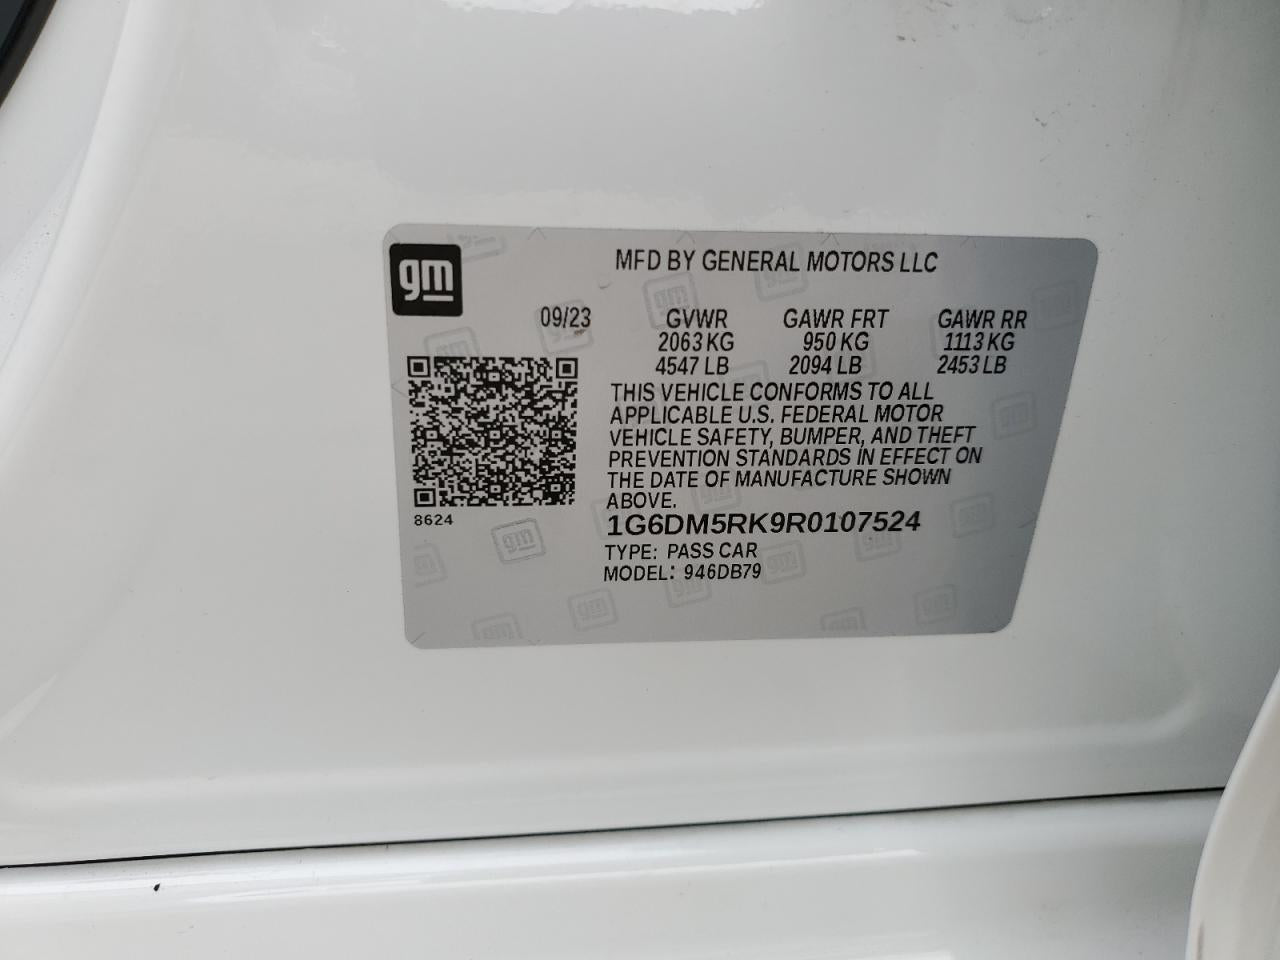 gm
MFD BY GENERAL MOTORS LLC
09/23 GVWR GAWR FRT GAWR RR
2063 KG 950 KG 1113 KG
4547 LB 2094 LB 2453 LB
THIS VEHICLE CONFORMS TO ALL
APPLICABLE U.S. FEDERAL MOTOR
VEHICLE SAFETY, BUMPER, AND THEFT
PREVENTION STANDARDS IN EFFECT ON
THE DATE OF MANUFACTURE SHOWN
ABOVE.
8624
1G6DM5RK9R0107524
TYPE: PASS CAR
MODEL: 946DB79